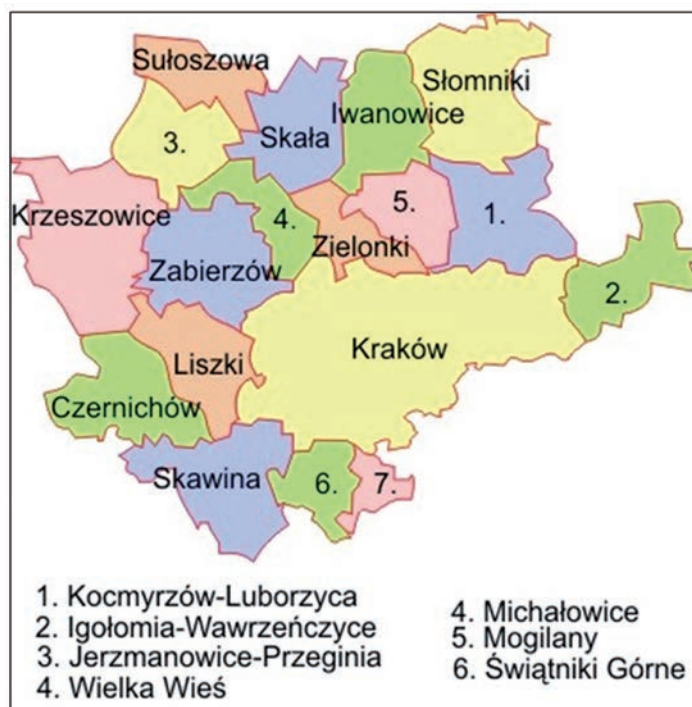 Sułoszowa
Słomniki
Iwanowice
Skała
3.
Krzeszowice
5.
1.
4.
Zielonki
Zabierzów
2.
Kraków
Liszki
Czernichów
Skawina
6.
7.
1. Kocmyrzów-Luborzyca
2. Igołomia-Wawrzeńczyce
3. Jerzmanowice-Przeginia
4. Wielka Wieś
4. Michałowice
5. Mogilany
6. Świątniki Górne